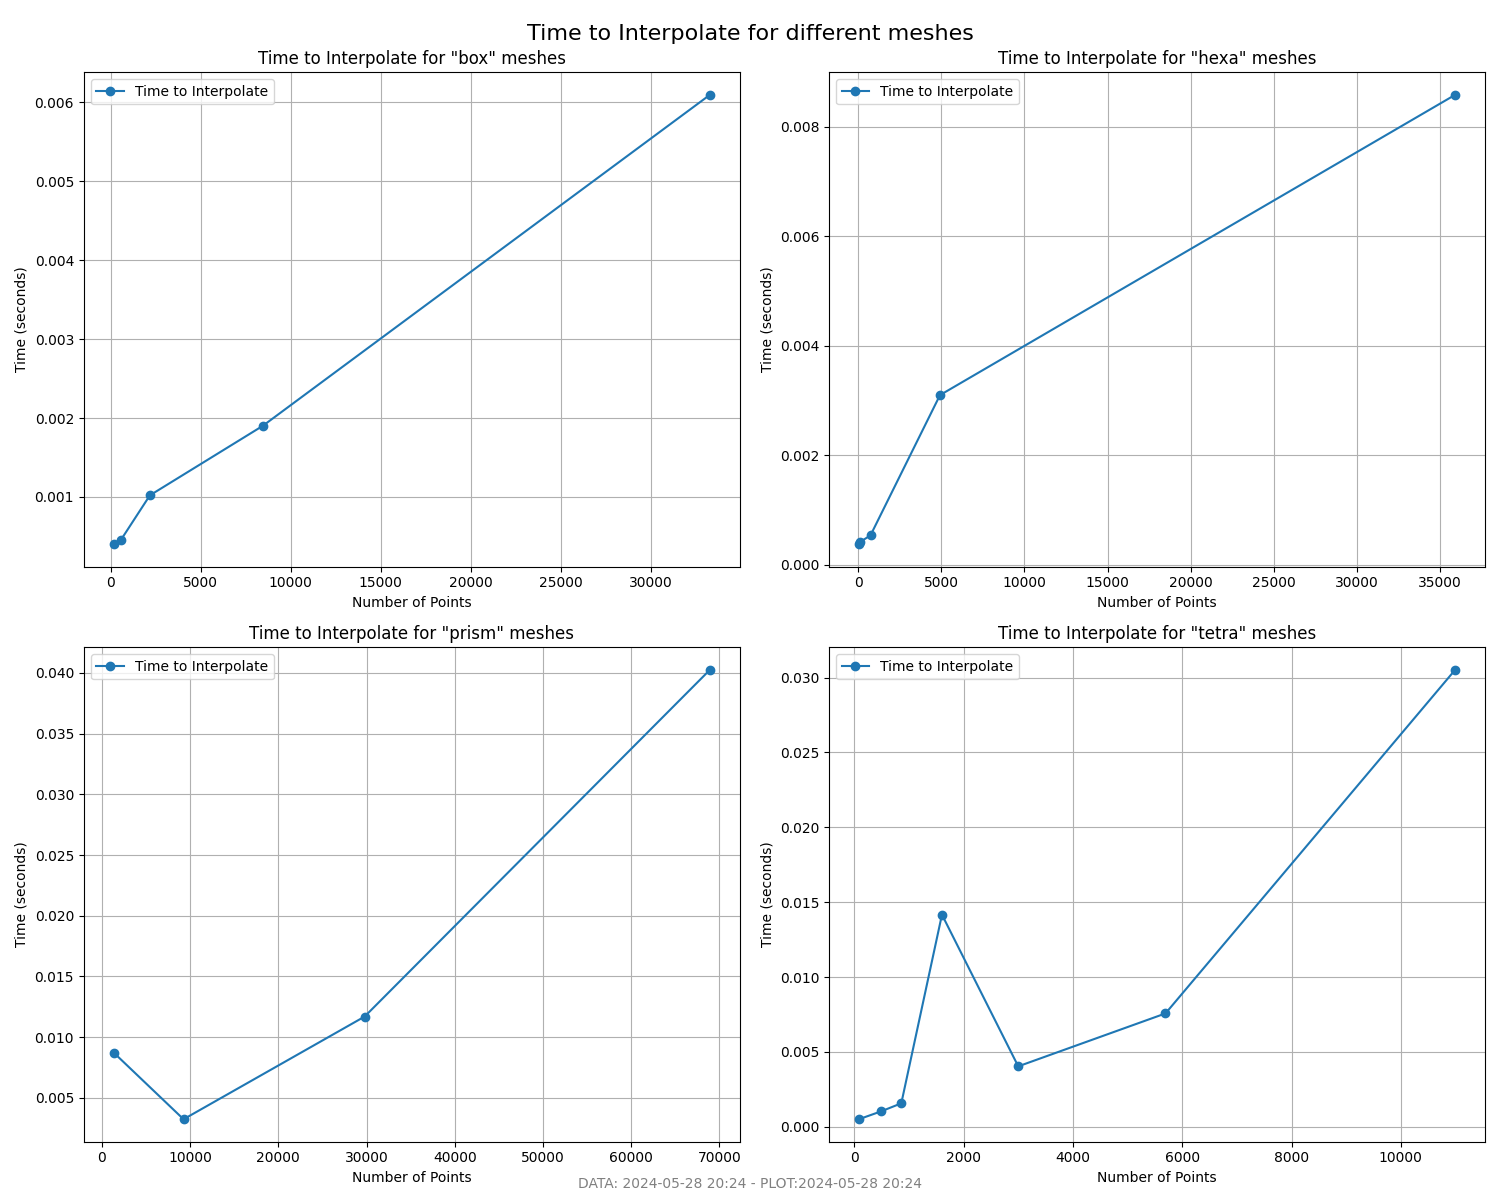 Time to Interpolate for different meshes
Time to Interpolate for "box" meshes
Time to Interpolate
0.006
0.005
0.004
0.003
0.002
0.001
Time (seconds)
0 5000 10000 15000 20000 25000 30000
Number of Points
Time to Interpolate for "hexa" meshes
Time to Interpolate
0.008
0.006
0.004
0.002
0.000
Time (seconds)
0 5000 10000 15000 20000 25000 30000 35000
Number of Points
Time to Interpolate for "prism" meshes
Time to Interpolate
0.040
0.035
0.030
0.025
0.020
0.015
0.010
0.005
Time (seconds)
0 10000 20000 30000 40000 50000 60000 70000
Number of Points
Time to Interpolate for "tetra" meshes
Time to Interpolate
0.030
0.025
0.020
0.015
0.010
0.005
0.000
Time (seconds)
0 2000 4000 6000 8000 10000
Number of Points
DATA: 2024-05-28 20:24 - PLOT:2024-05-28 20:24